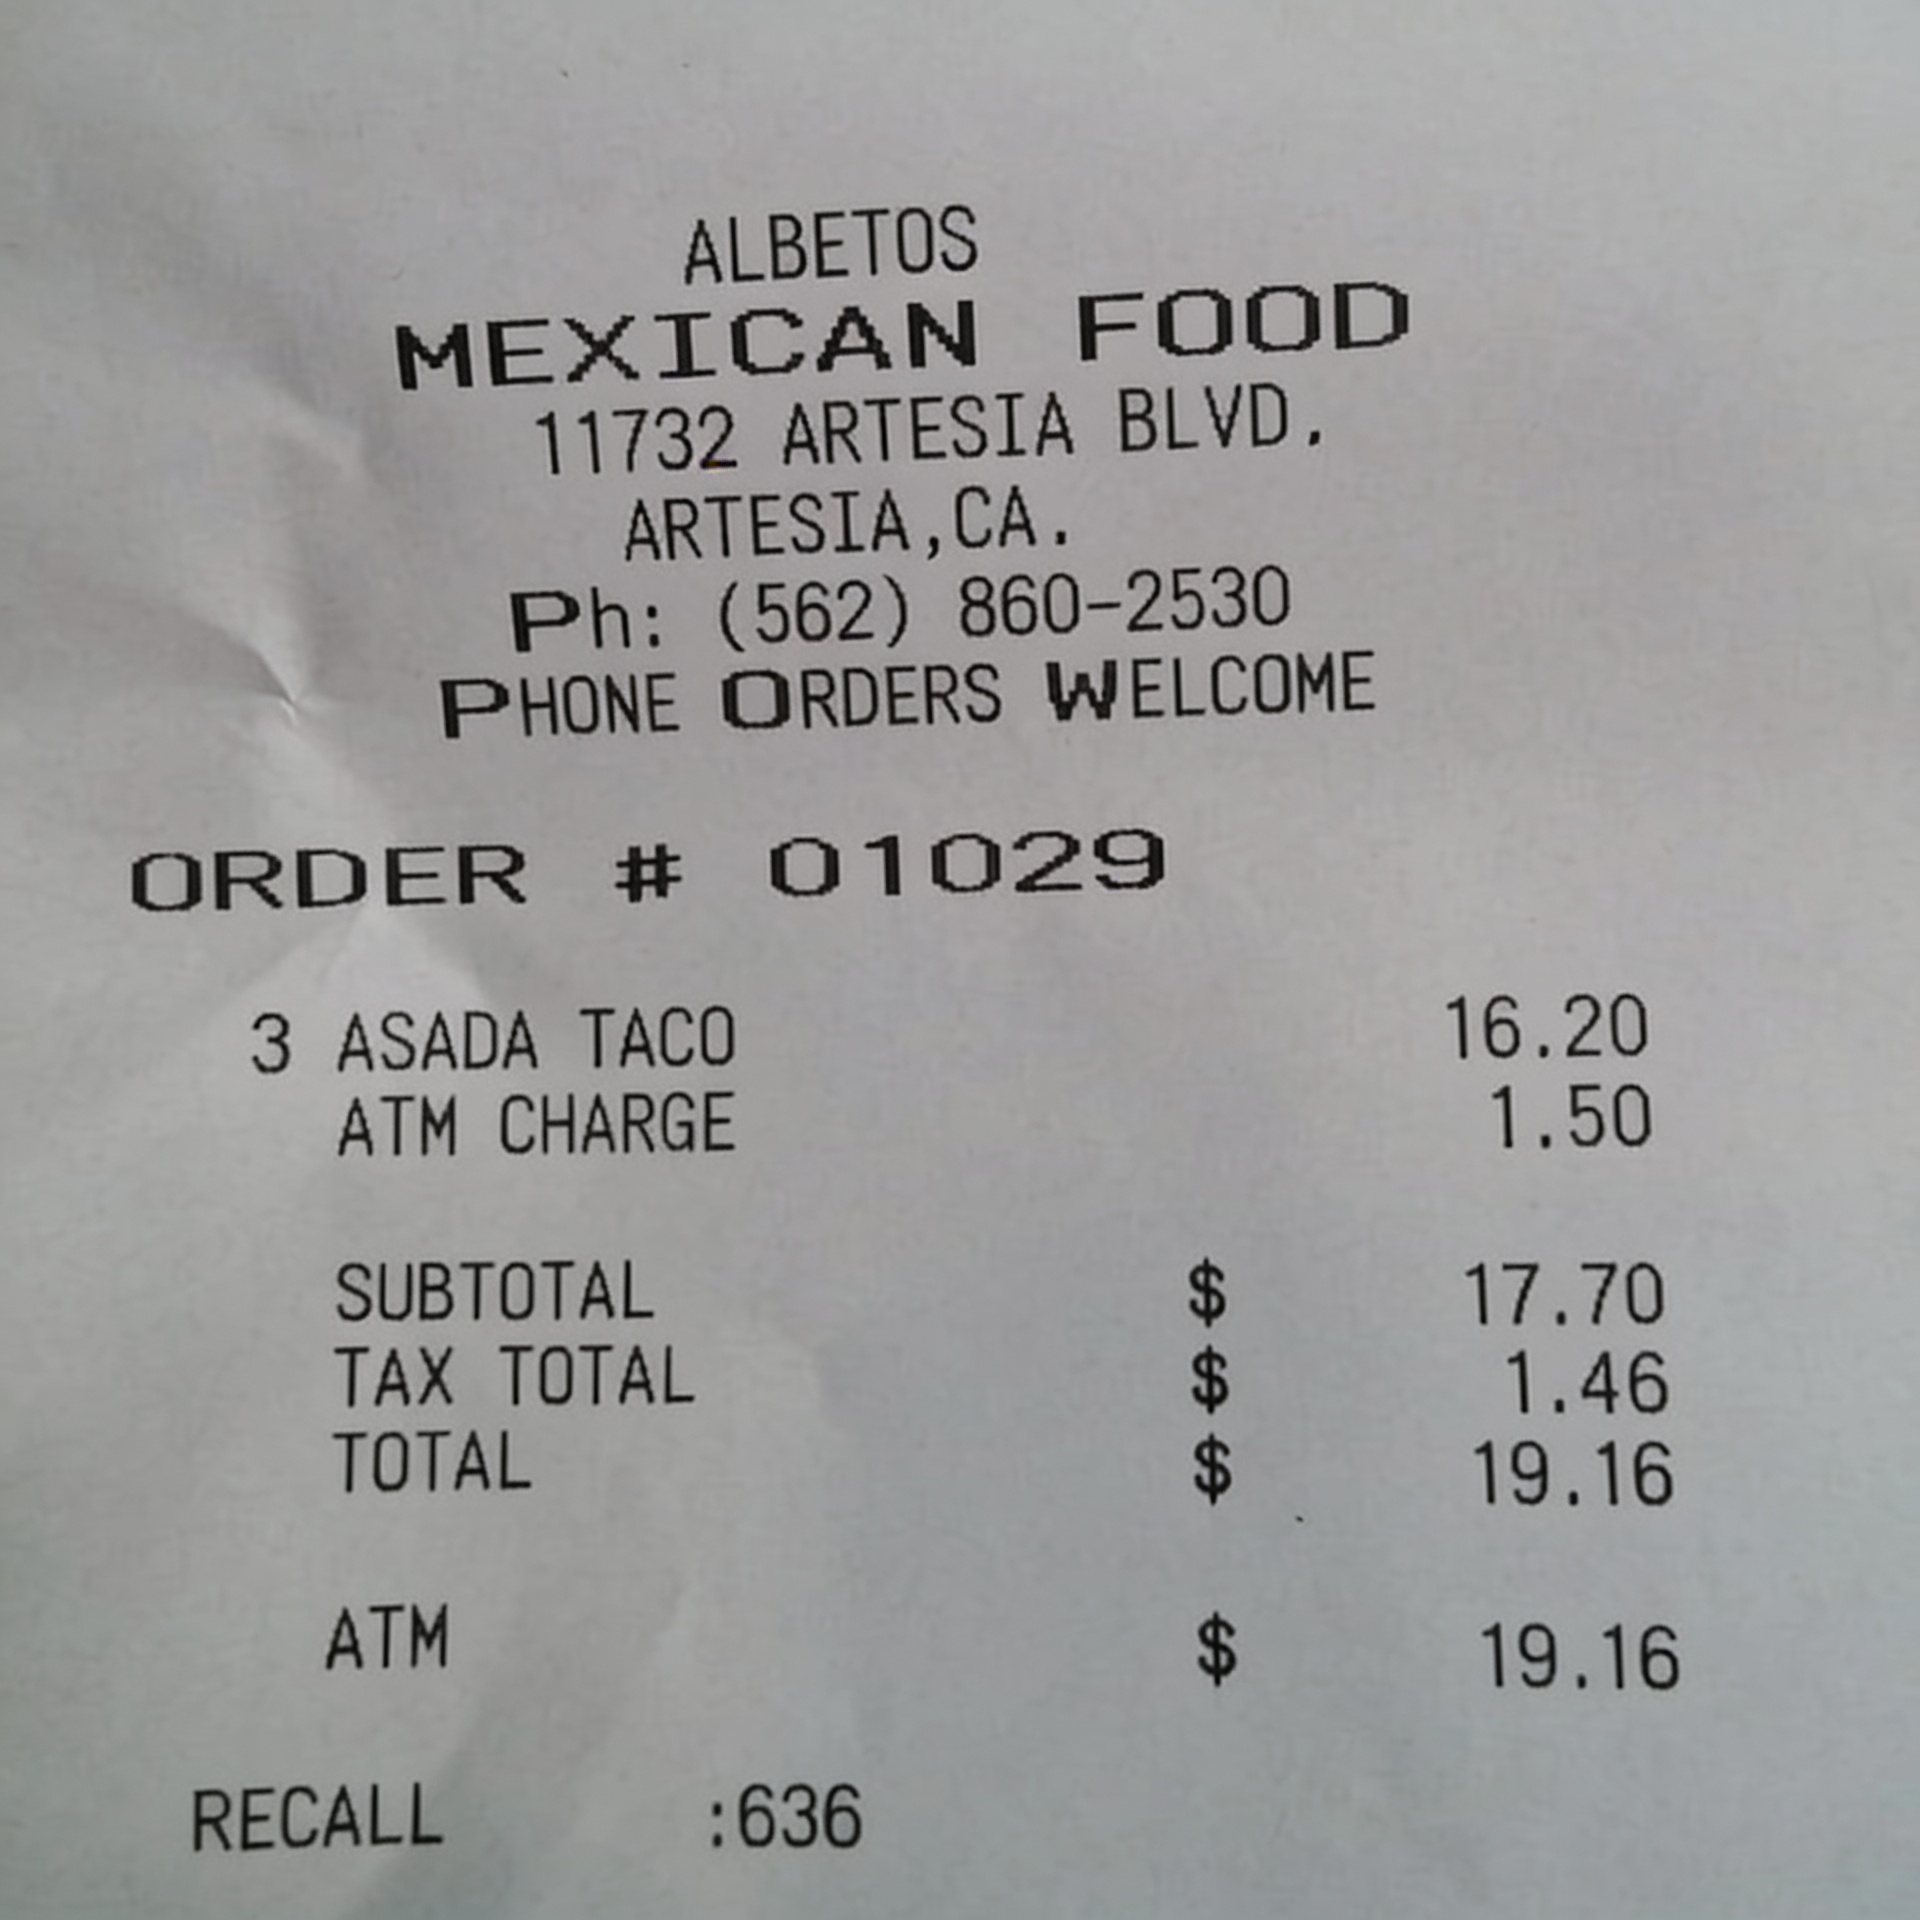 ALBETOS
MEXICAN FOOD
11732 ARTESIA BLVD.
ARTESIA,CA.
Ph: (562) 860-2530
PHONE ORDERS WELCOME
ORDER # 01029
3 ASADA TACO 16.20
ATM CHARGE 1.50
SUBTOTAL $ 17.70
TAX TOTAL $ 1.46
TOTAL $ 19.16
ATM $ 19.16
RECALL :636